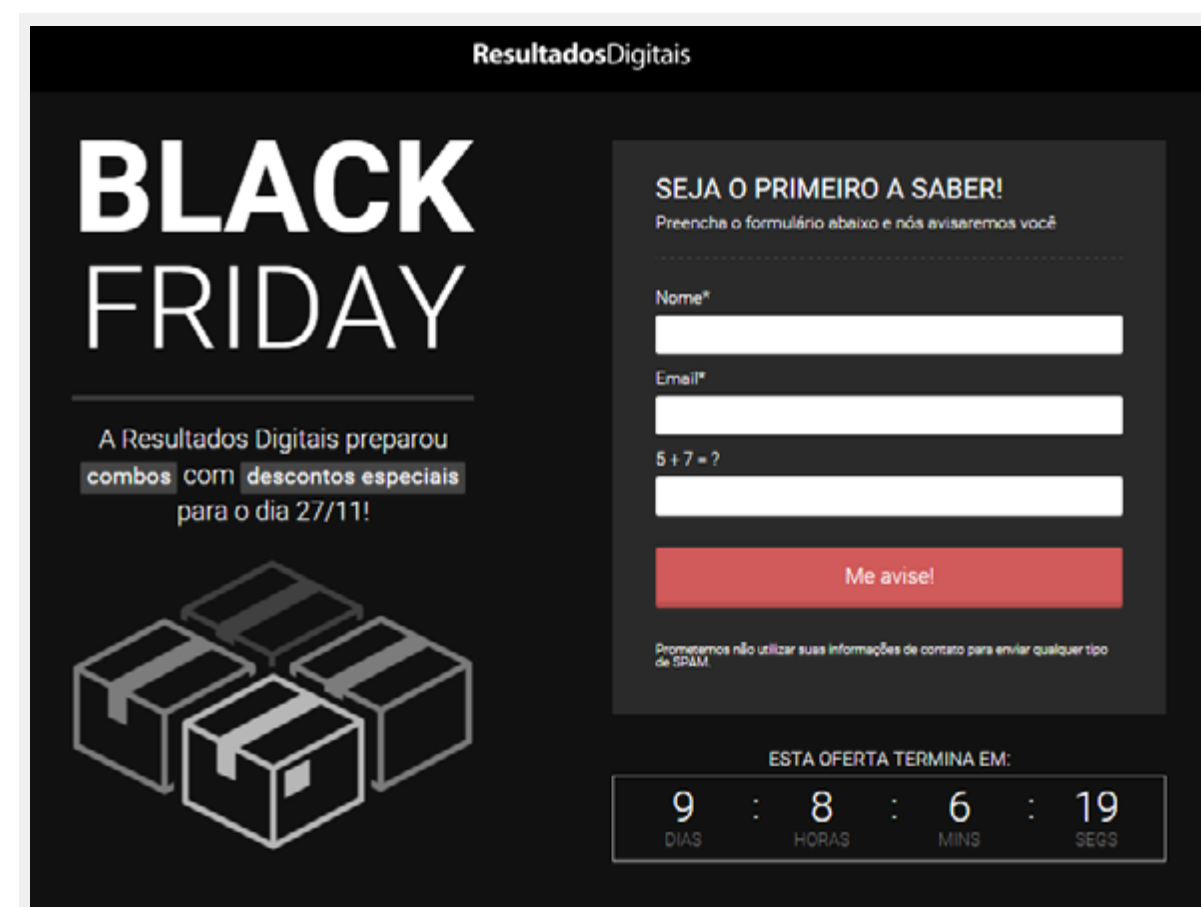 ResultadosDigitais
BLACK
FRIDAY
A Resultados Digitais preparou
combos com descontos especiais
para o dia 27/11!
SEJA O PRIMEIRO A SABER!
Preencha o formulário abaixo e nós avisaremos você
Nome*
Email*
5 + 7 = ?
Me avise!
Prometemos não utilizar suas informações de contato para enviar qualquer tipo
de SPAM.
ESTA OFERTA TERMINA EM:
9 : 8 : 6 : 19
DIAS HORAS MINS SEGS